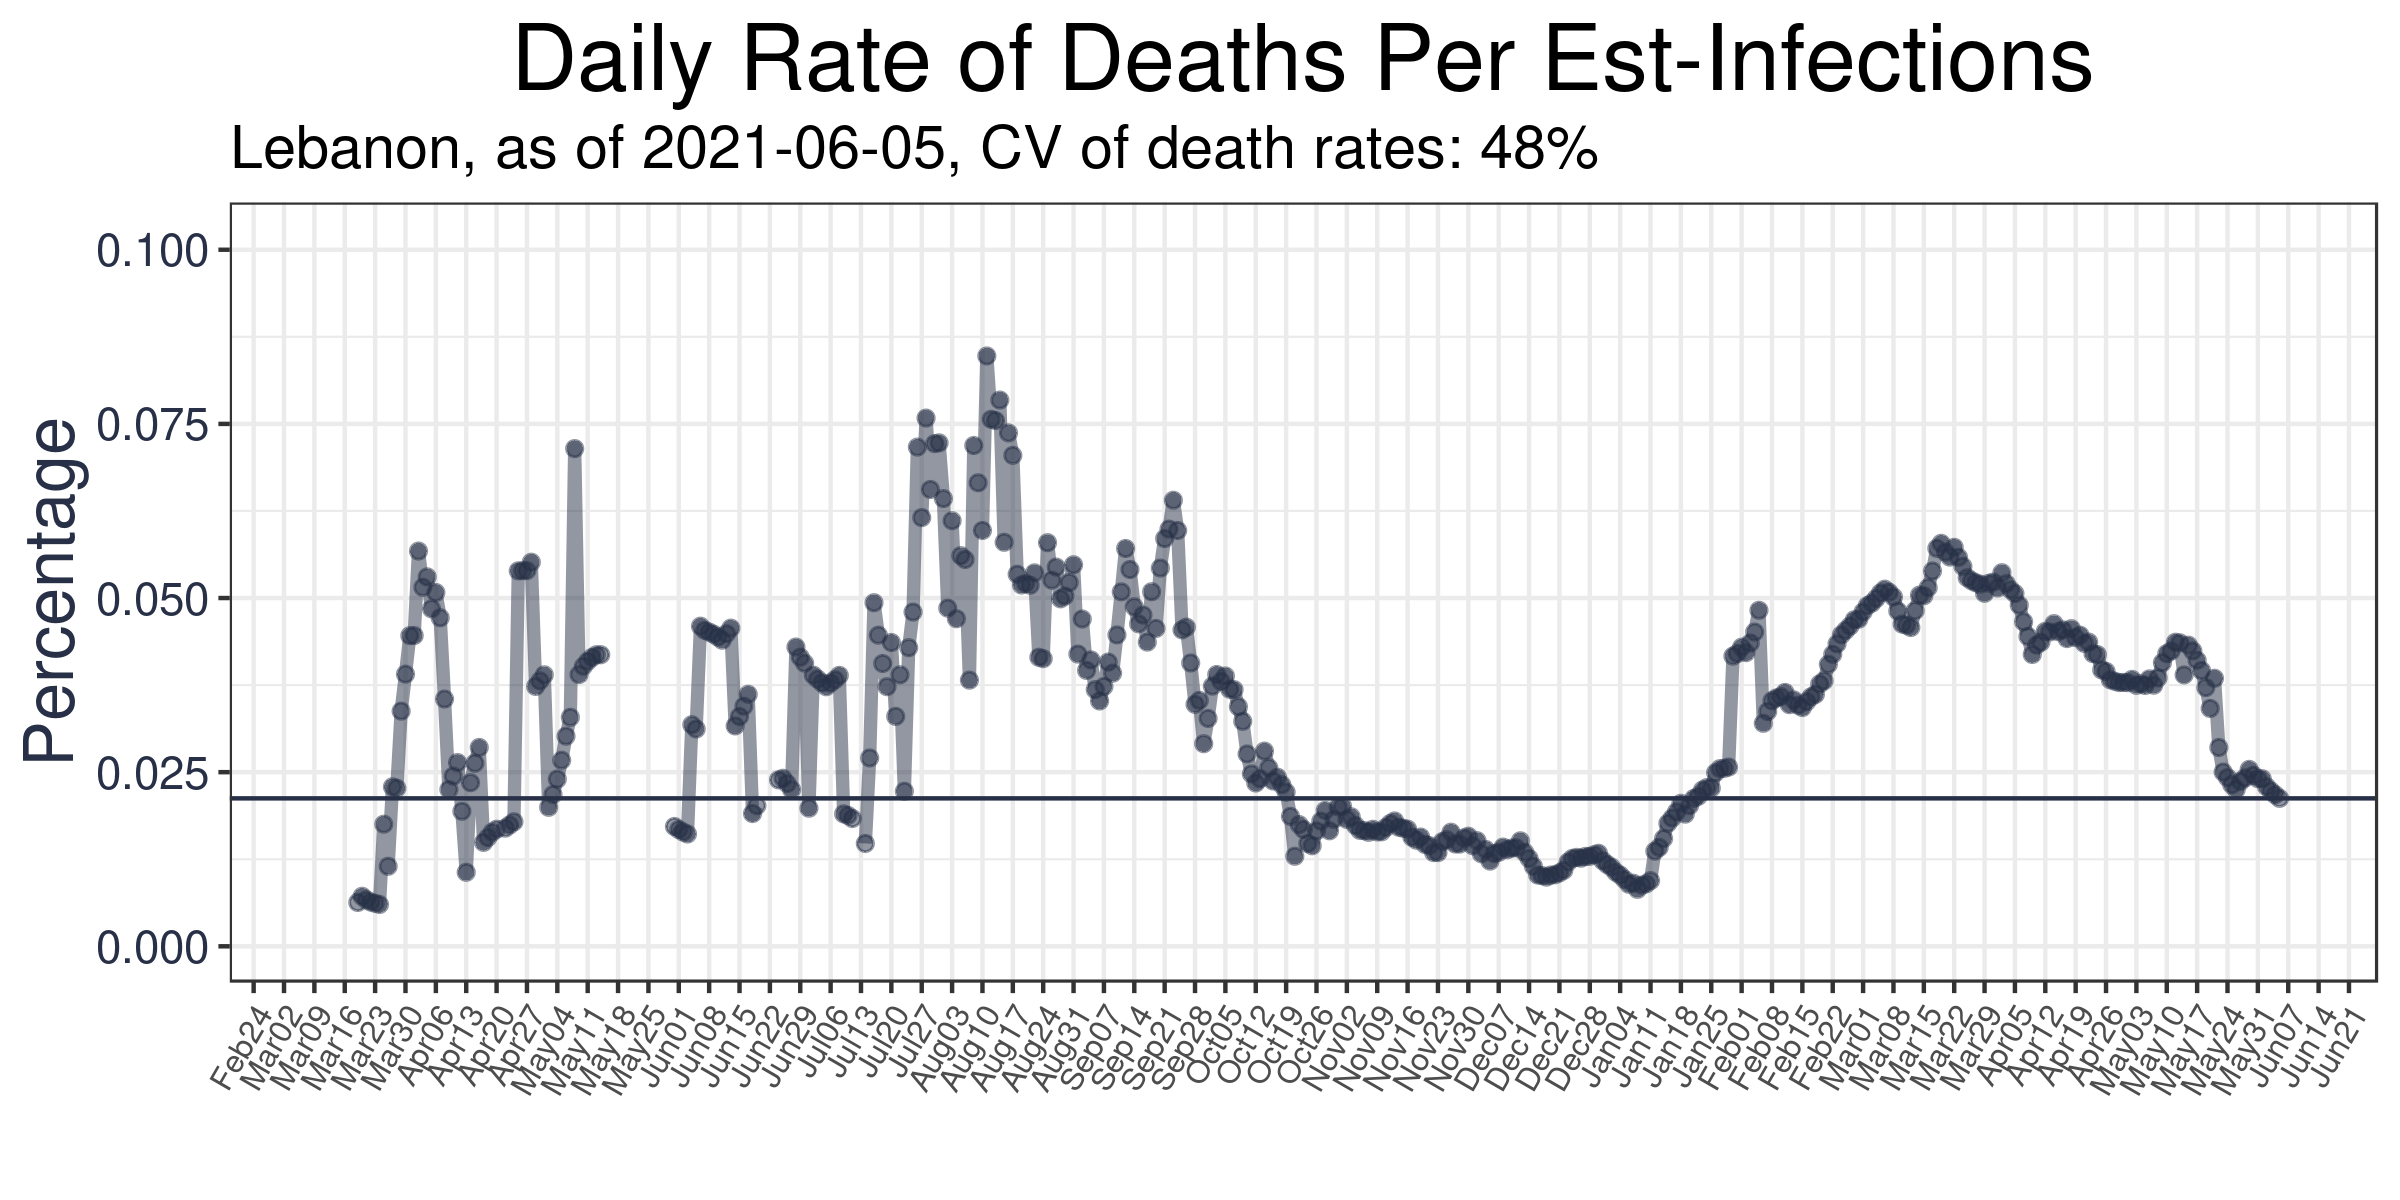 Daily Rate of Deaths Per Est-Infections
Lebanon, as of 2021-06-05, CV of death rates: 48%
Percentage
0.100
0.075
0.050
0.025
0.000
Feb24
Mar02
Mar09
Mar16
Mar23
Mar30
Apr06
Apr13
Apr20
Apr27
May04
May11
May18
May25
Jun01
Jun08
Jun15
Jun22
Jun29
Jul06
Jul13
Jul20
Jul27
Aug03
Aug10
Aug17
Aug24
Aug31
Sep07
Sep14
Sep21
Sep28
Oct05
Oct12
Oct19
Oct26
Nov02
Nov09
Nov16
Nov23
Nov30
Dec07
Dec14
Dec21
Dec28
Jan04
Jan11
Jan18
Jan25
Feb01
Feb08
Feb15
Feb22
Mar01
Mar08
Mar15
Mar22
Mar29
Apr05
Apr12
Apr19
Apr26
May03
May10
May17
May24
May31
Jun07
Jun14
Jun21